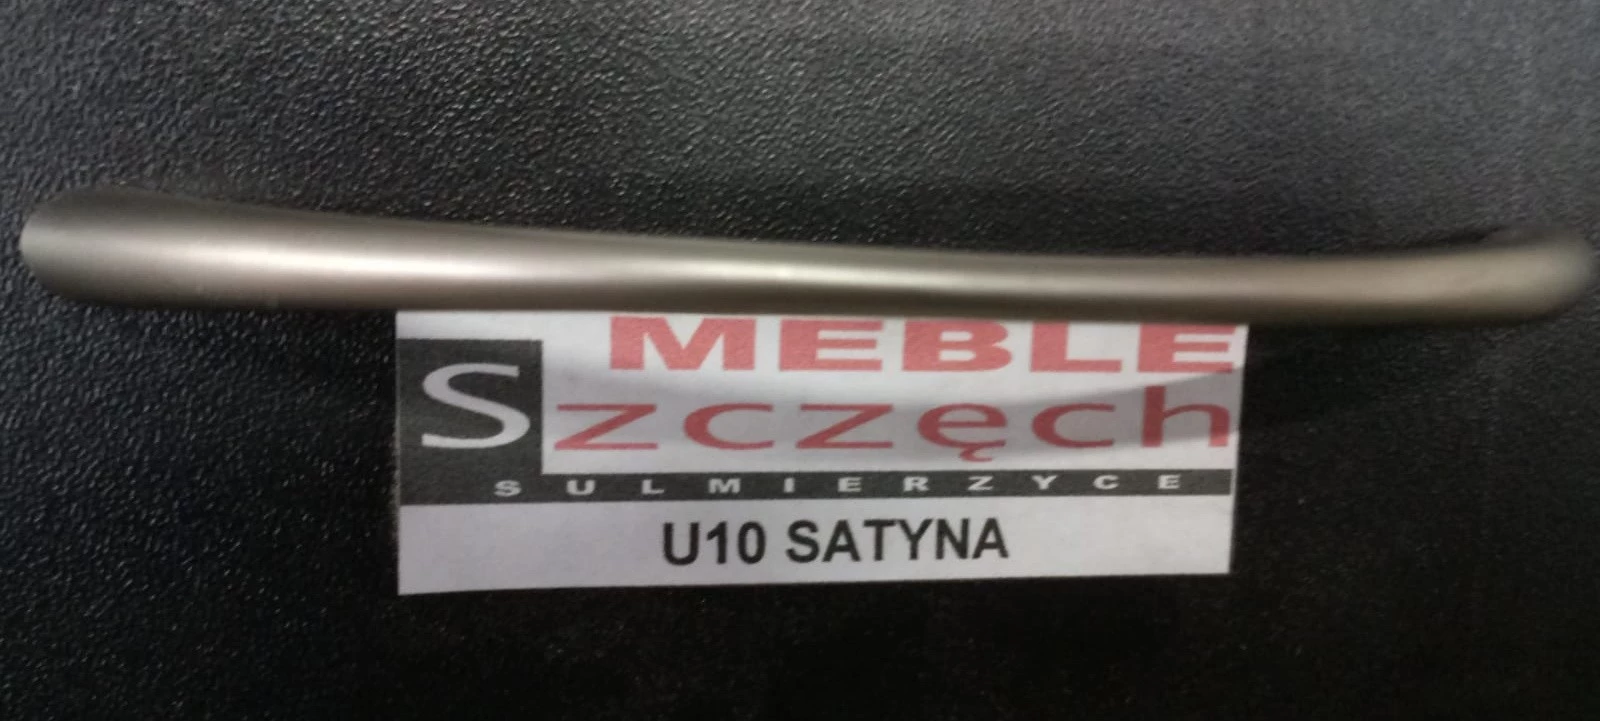 MEBLE
Szczęch
SULMIERZYCE
U10 SATYNA